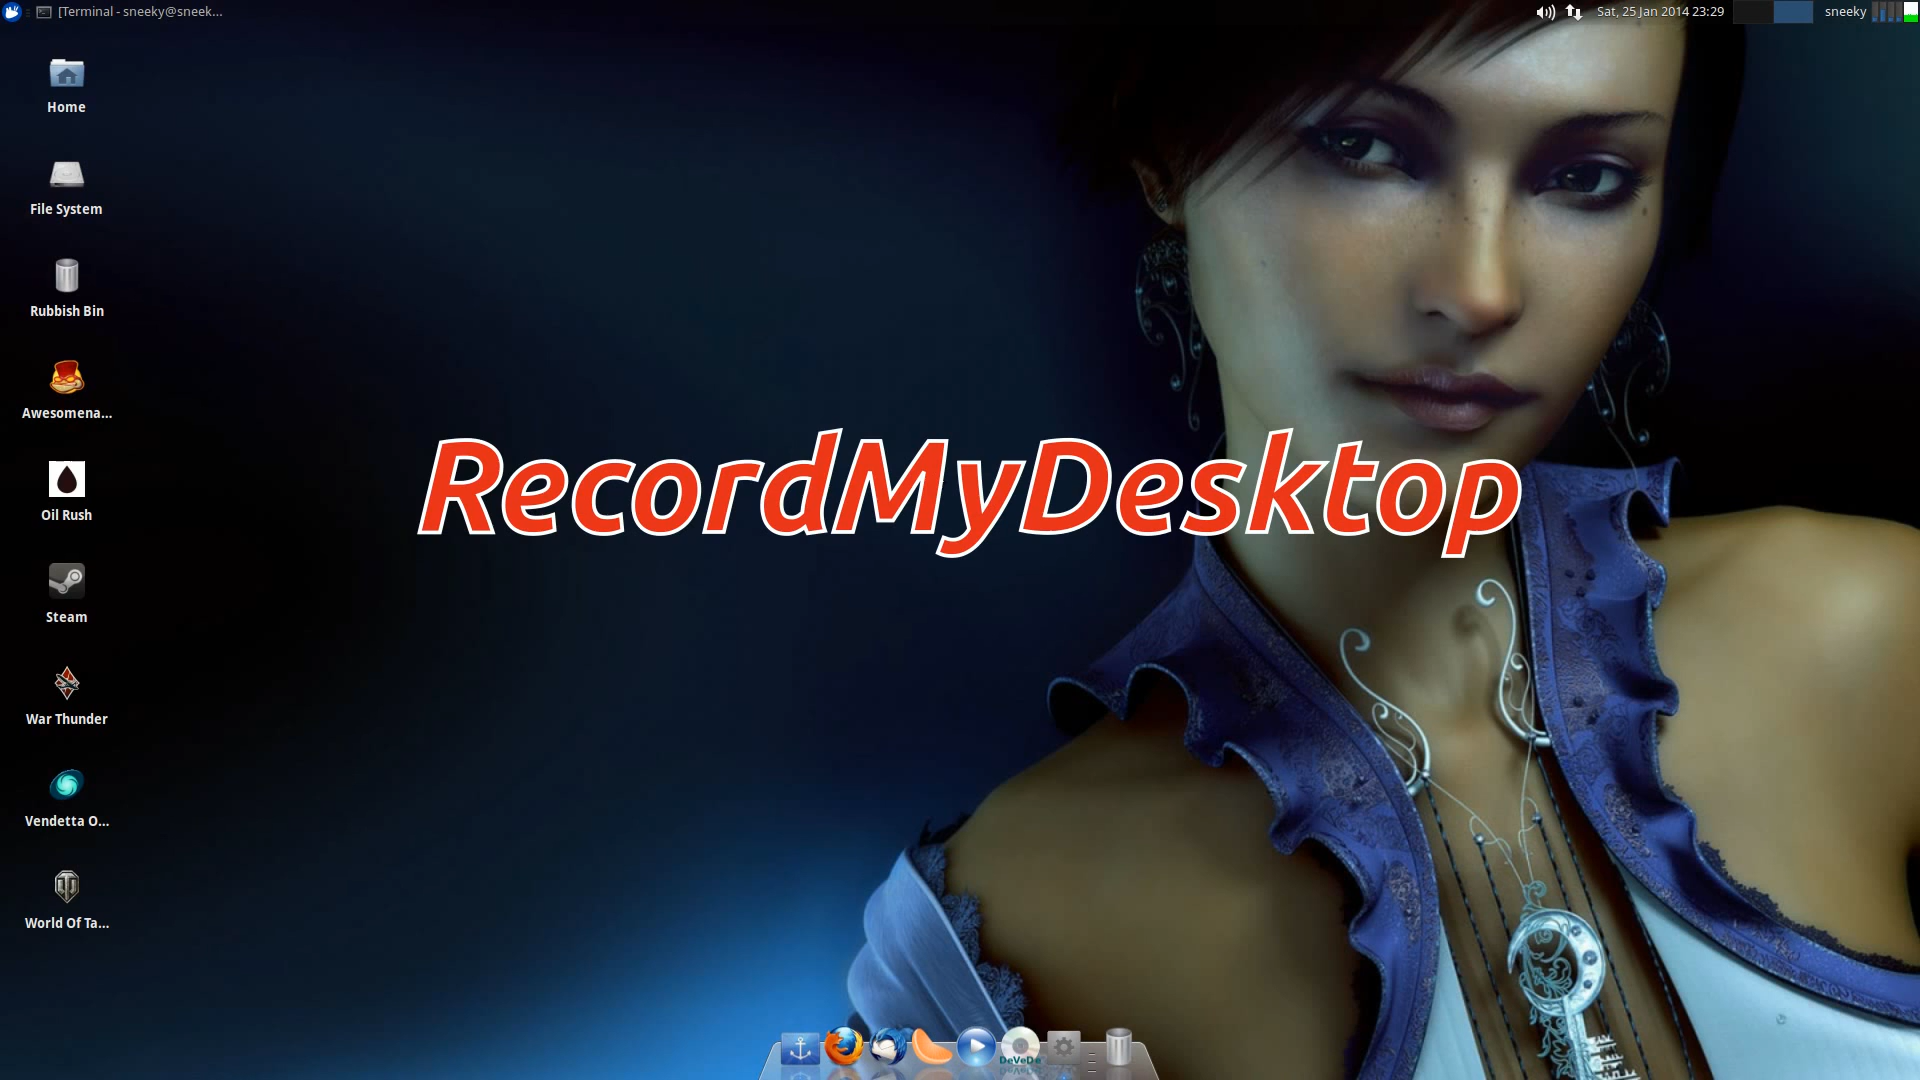 [Terminal - sneeky@sneek...
Sat, 25 Jan 2014 23:29
sneeky
Home
File System
Rubbish Bin
Awesomena...
Oil Rush
Steam
War Thunder
Vendetta O...
World Of Ta...
RecordMyDesktop
DeVeDe